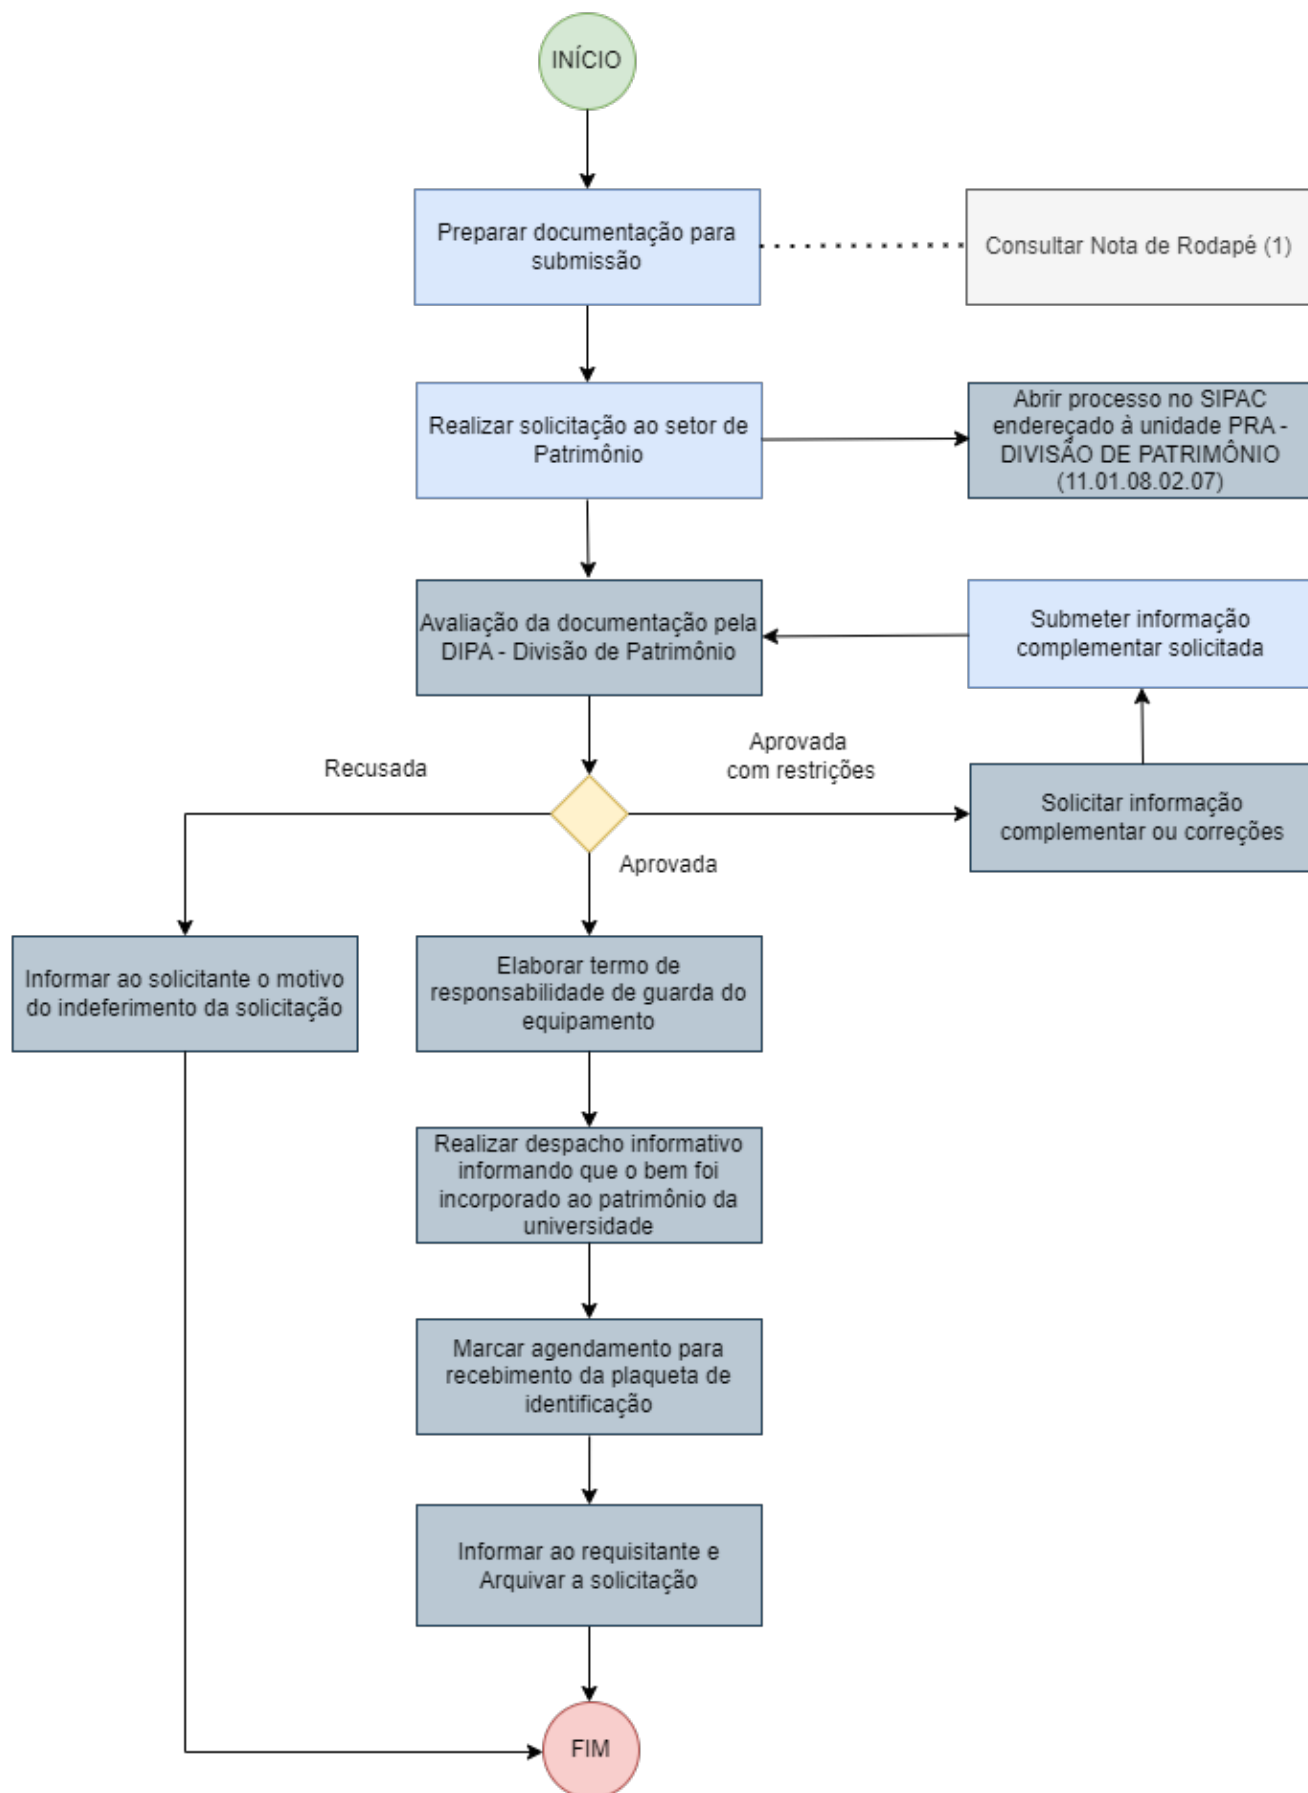 INÍCIO
Preparar documentação para
submissão
Consultar Nota de Rodapé (1)
Realizar solicitação ao setor de
Patrimônio
Abrir processo no SIPAC
endereçado à unidade PRA -
DIVISÃO DE PATRIMÔNIO
(11.01.08.02.07)
Avaliação da documentação pela
DIPA - Divisão de Patrimônio
Submeter informação
complementar solicitada
Recusada
Aprovada
com restrições
Solicitar informação
complementar ou correções
Aprovada
Informar ao solicitante o motivo
do indeferimento da solicitação
Elaborar termo de
responsabilidade de guarda do
equipamento
Realizar despacho informativo
informando que o bem foi
incorporado ao patrimônio da
universidade
Marcar agendamento para
recebimento da plaqueta de
identificação
Informar ao requisitante e
Arquivar a solicitação
FIM